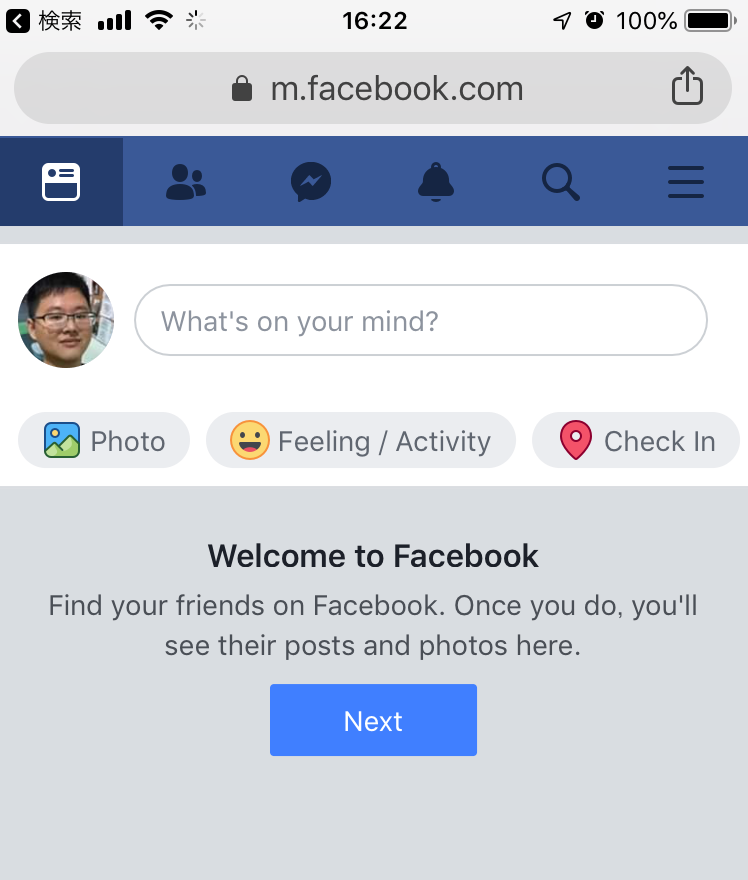 検索 16:22 100%
m.facebook.com
What's on your mind?
Photo Feeling / Activity Check In
Welcome to Facebook
Find your friends on Facebook. Once you do, you'll
see their posts and photos here.
Next